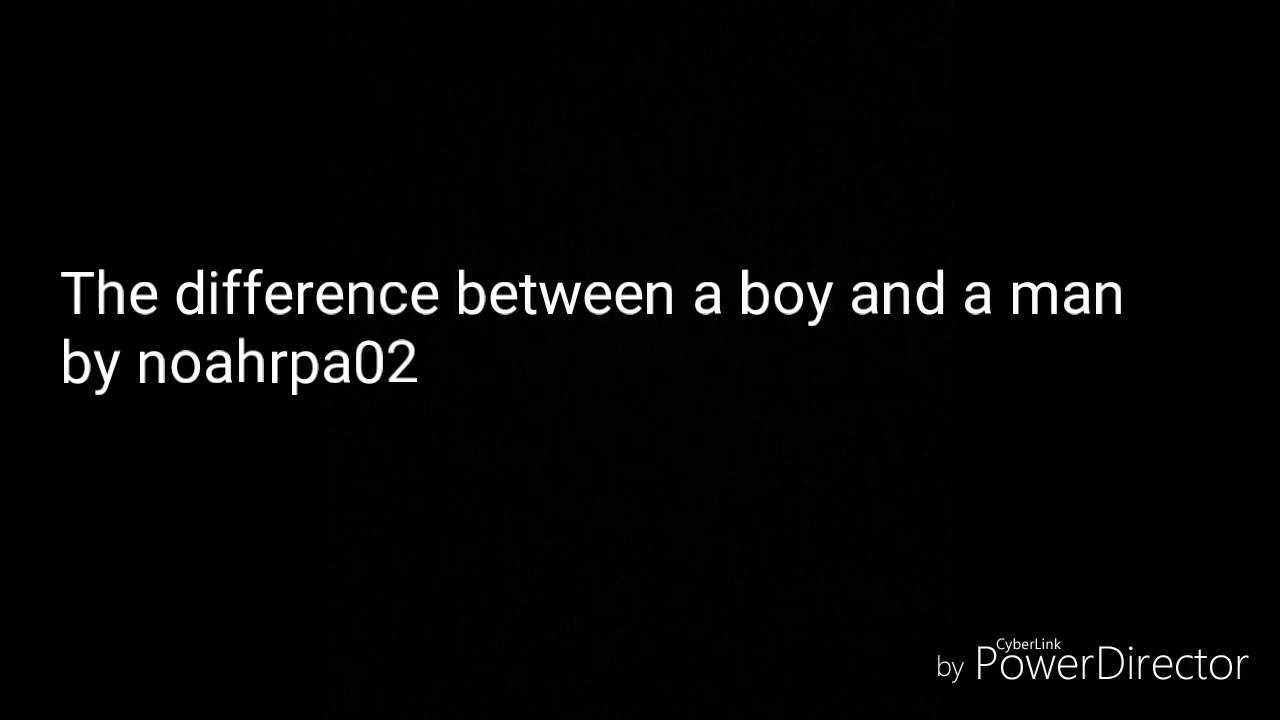 The difference between a boy and a man
by noahrpa02
CyberLink
by PowerDirector